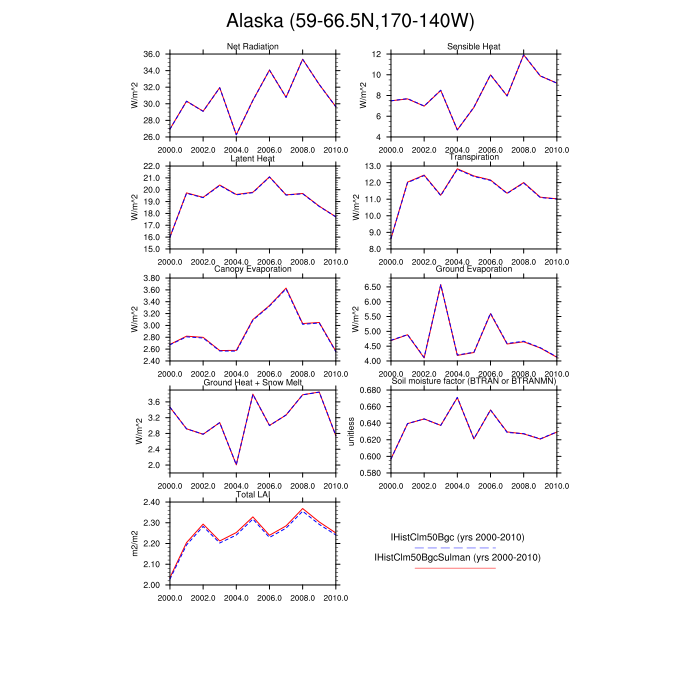 Alaska (59-66.5N,170-140W)
Net Radiation
W/m^2
36.0
34.0
32.0
30.0
28.0
26.0
2000.0 2002.0 2004.0 2006.0 2008.0 2010.0
Sensible Heat
W/m^2
12
10
8
6
4
2000.0 2002.0 2004.0 2006.0 2008.0 2010.0
Latent Heat
W/m^2
22.0
21.0
20.0
19.0
18.0
17.0
16.0
15.0
2000.0 2002.0 2004.0 2006.0 2008.0 2010.0
Transpiration
W/m^2
13.0
12.0
11.0
10.0
9.0
8.0
2000.0 2002.0 2004.0 2006.0 2008.0 2010.0
Canopy Evaporation
W/m^2
3.80
3.60
3.40
3.20
3.00
2.80
2.60
2.40
2000.0 2002.0 2004.0 2006.0 2008.0 2010.0
Ground Evaporation
W/m^2
6.50
6.00
5.50
5.00
4.50
4.00
2000.0 2002.0 2004.0 2006.0 2008.0 2010.0
Ground Heat + Snow Melt
W/m^2
3.6
3.2
2.8
2.4
2.0
2000.0 2002.0 2004.0 2006.0 2008.0 2010.0
Soil moisture factor (BTRAN or BTRANMN)
unitless
0.680
0.660
0.640
0.620
0.600
0.580
2000.0 2002.0 2004.0 2006.0 2008.0 2010.0
Total LAI
m2/m2
2.40
2.30
2.20
2.10
2.00
2000.0 2002.0 2004.0 2006.0 2008.0 2010.0
IHistClm50Bgc (yrs 2000-2010)
IHistClm50BgcSulman (yrs 2000-2010)